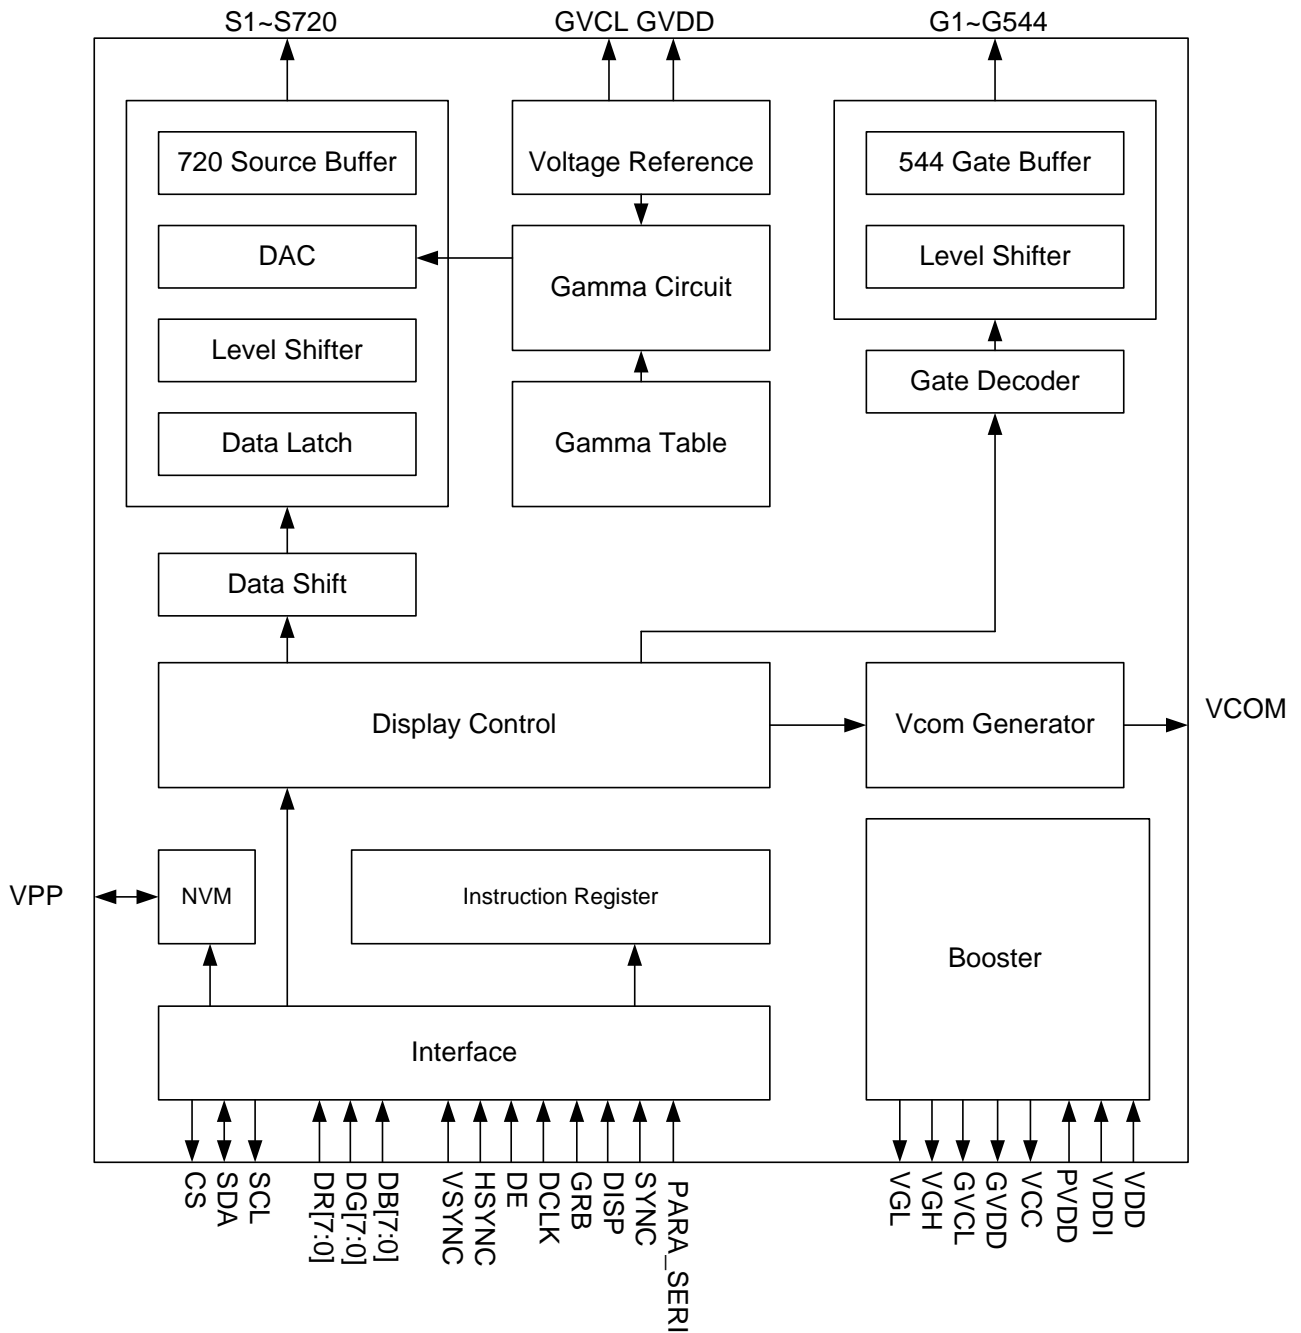 S1~S720
GVCL GVDD
G1~G544
720 Source Buffer
Voltage Reference
544 Gate Buffer
DAC
Gamma Circuit
Level Shifter
Level Shifter
Gate Decoder
Data Latch
Gamma Table
Data Shift
Display Control
Vcom Generator
VCOM
VPP
NVM
Instruction Register
Booster
Interface
CS
SDA
SCL
DR[7:0]
DG[7:0]
DB[7:0]
VSYNC
HSYNC
DE
DCLK
GRB
DISP
SYNC
PARA_SERI
VGL
VGH
GVCL
GVDD
VCC
PVDD
VDDI
VDD